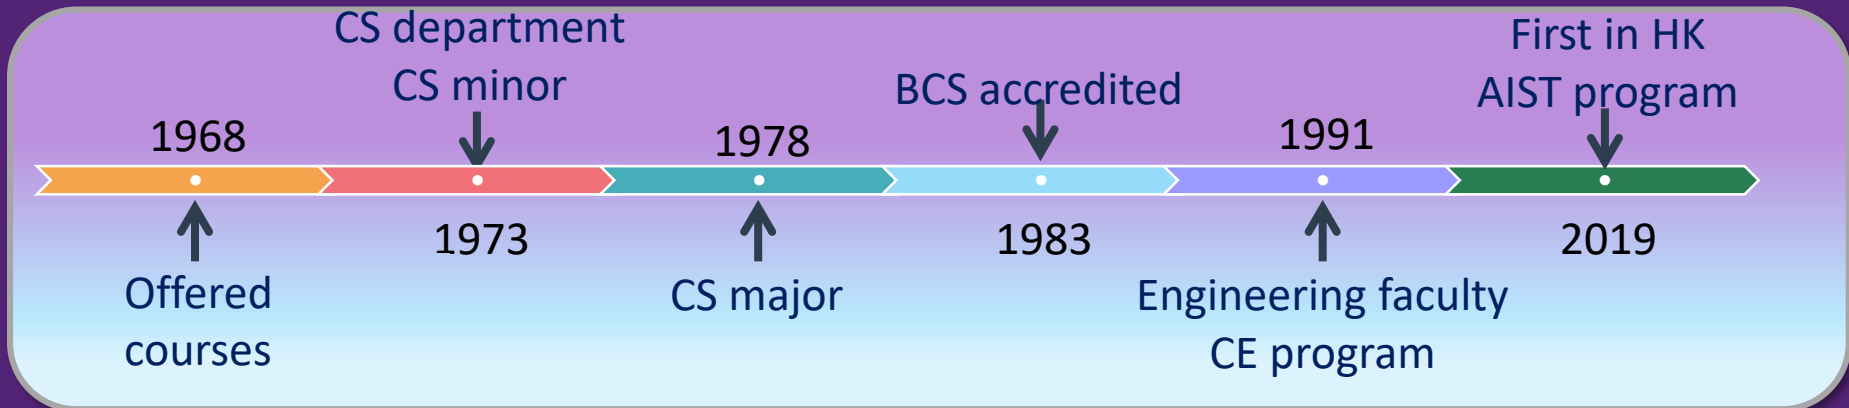 1968
Offered
courses
CS department
CS minor
1973
1978
CS major
BCS accredited
1983
1991
Engineering faculty
CE program
First in HK
AIST program
2019